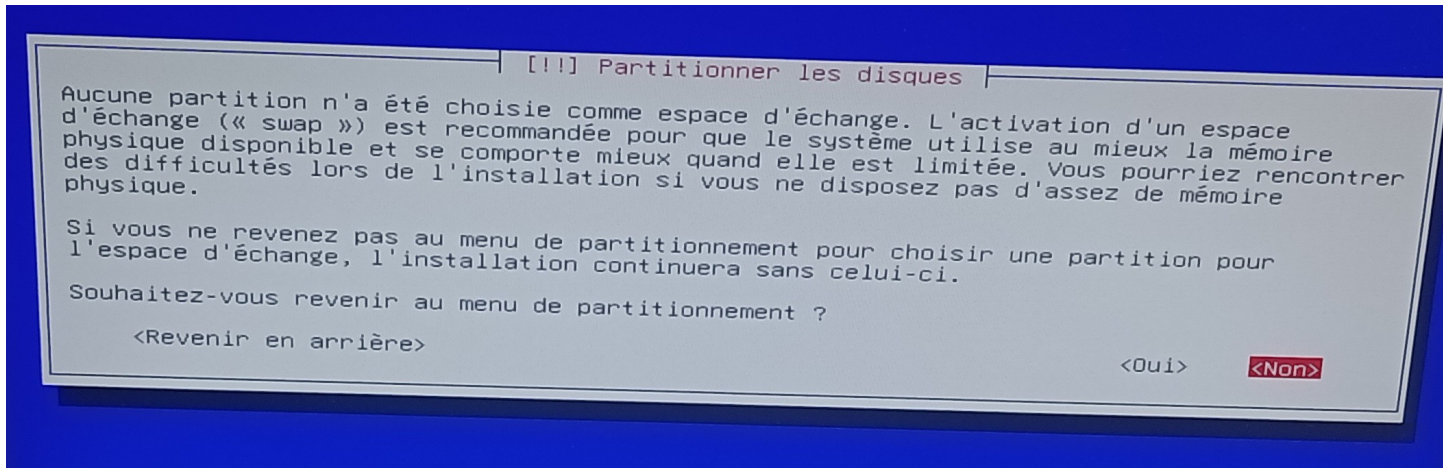 [!!] Partitionner les disques
Aucune partition n'a été choisie comme espace d'échange. L'activation d'un espace
d'échange (« swap ») est recommandée pour que le système utilise au mieux la mémoire
physique disponible et se comporte mieux quand elle est limitée. Vous pourriez rencontrer
des difficultés lors de l'installation si vous ne disposez pas d'assez de mémoire
physique.
Si vous ne revenez pas au menu de partitionnement pour choisir une partition pour
l'espace d'échange, l'installation continuera sans celui-ci.
Souhaitez-vous revenir au menu de partitionnement ?
<Revenir en arrière> <Oui> <Non>